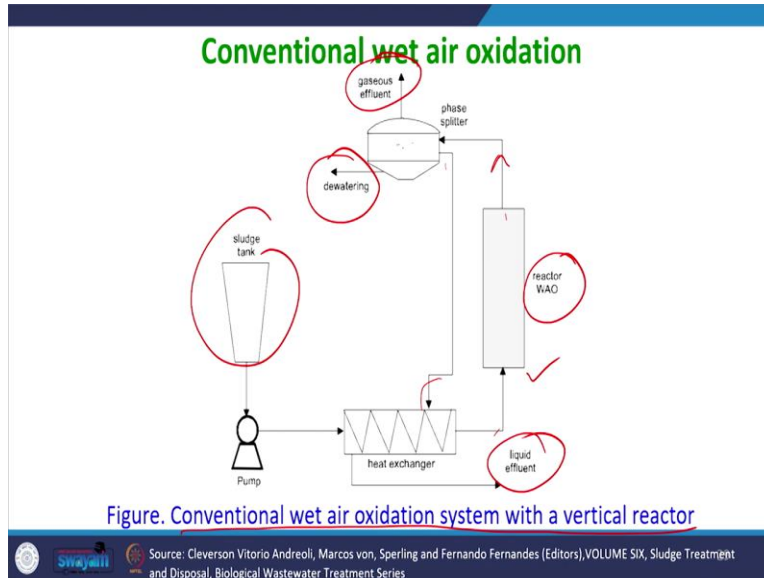 Conventional wet air oxidation
gaseous
effluent
phase
splitter
dewatering
sludge
tank
reactor
WAO
Pump
heat exchanger
liquid
effluent
Figure. Conventional wet air oxidation system with a vertical reactor
swayam
Source: Cleverson Vitorio Andreoli, Marcos von, Sperling and Fernando Fernandes (Editors),VOLUME SIX, Sludge Treatment
and Disposal, Biological Wastewater Treatment Series